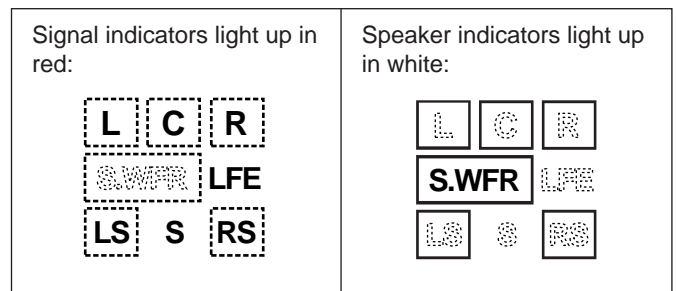 Signal indicators light up in
red:
L C R
S.WFR LFE
LS S RS
Speaker indicators light up
in white:
L C R
S.WFR LFE
LS S RS